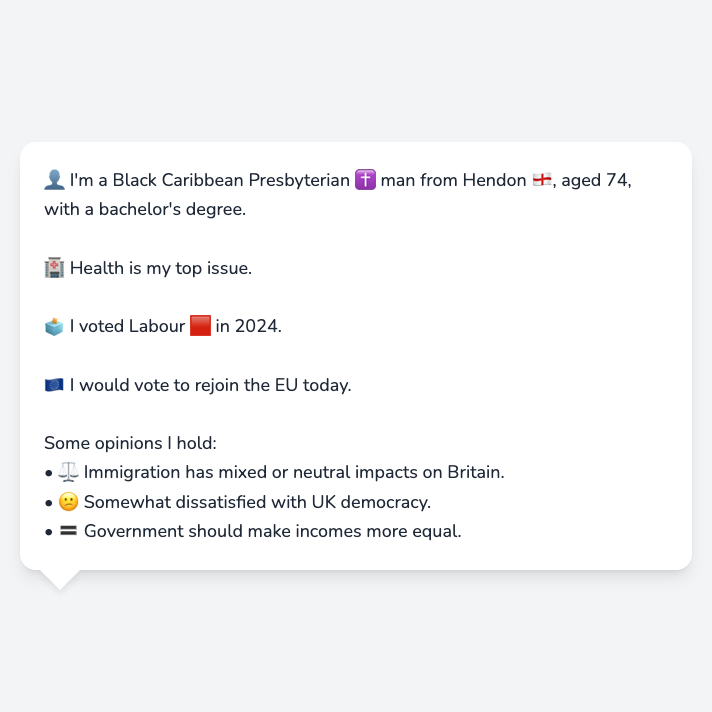 👤 I'm a Black Caribbean Presbyterian ✝️ man from Hendon 🏴󠁧󠁢󠁥󠁮󠁧󠁿, aged 74,
with a bachelor's degree.
🏥 Health is my top issue.
🗳️ I voted Labour 🟥 in 2024.
🇪🇺 I would vote to rejoin the EU today.
Some opinions I hold:
• ⚖️ Immigration has mixed or neutral impacts on Britain.
• 🙁 Somewhat dissatisfied with UK democracy.
• 🟰 Government should make incomes more equal.